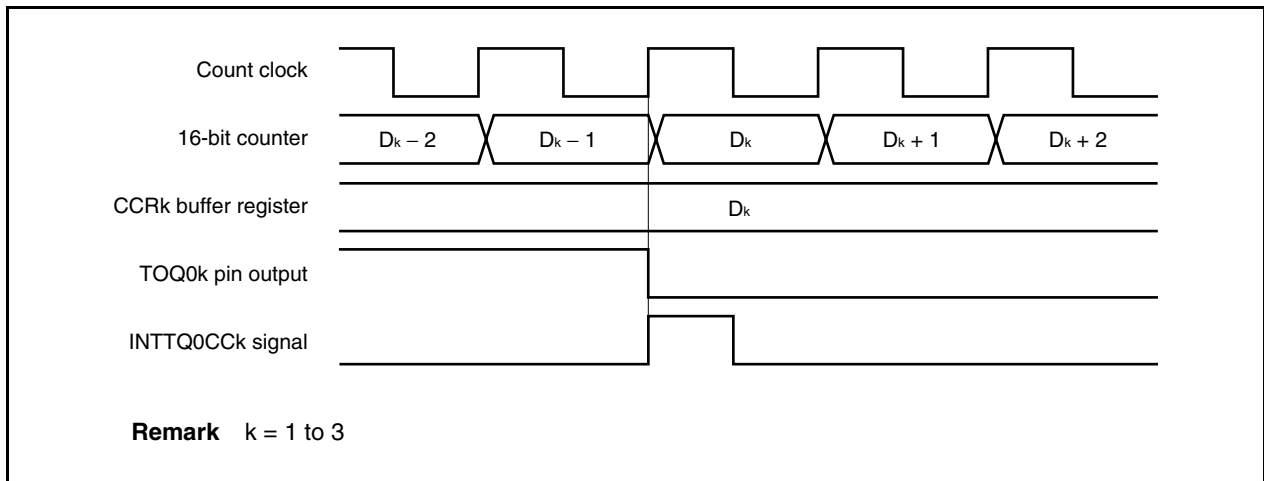 Count clock
16-bit counter
Dk − 2
Dk − 1
Dk
Dk + 1
Dk + 2
CCRk buffer register
Dk
TOQ0k pin output
INTTQ0CCk signal
Remark k = 1 to 3